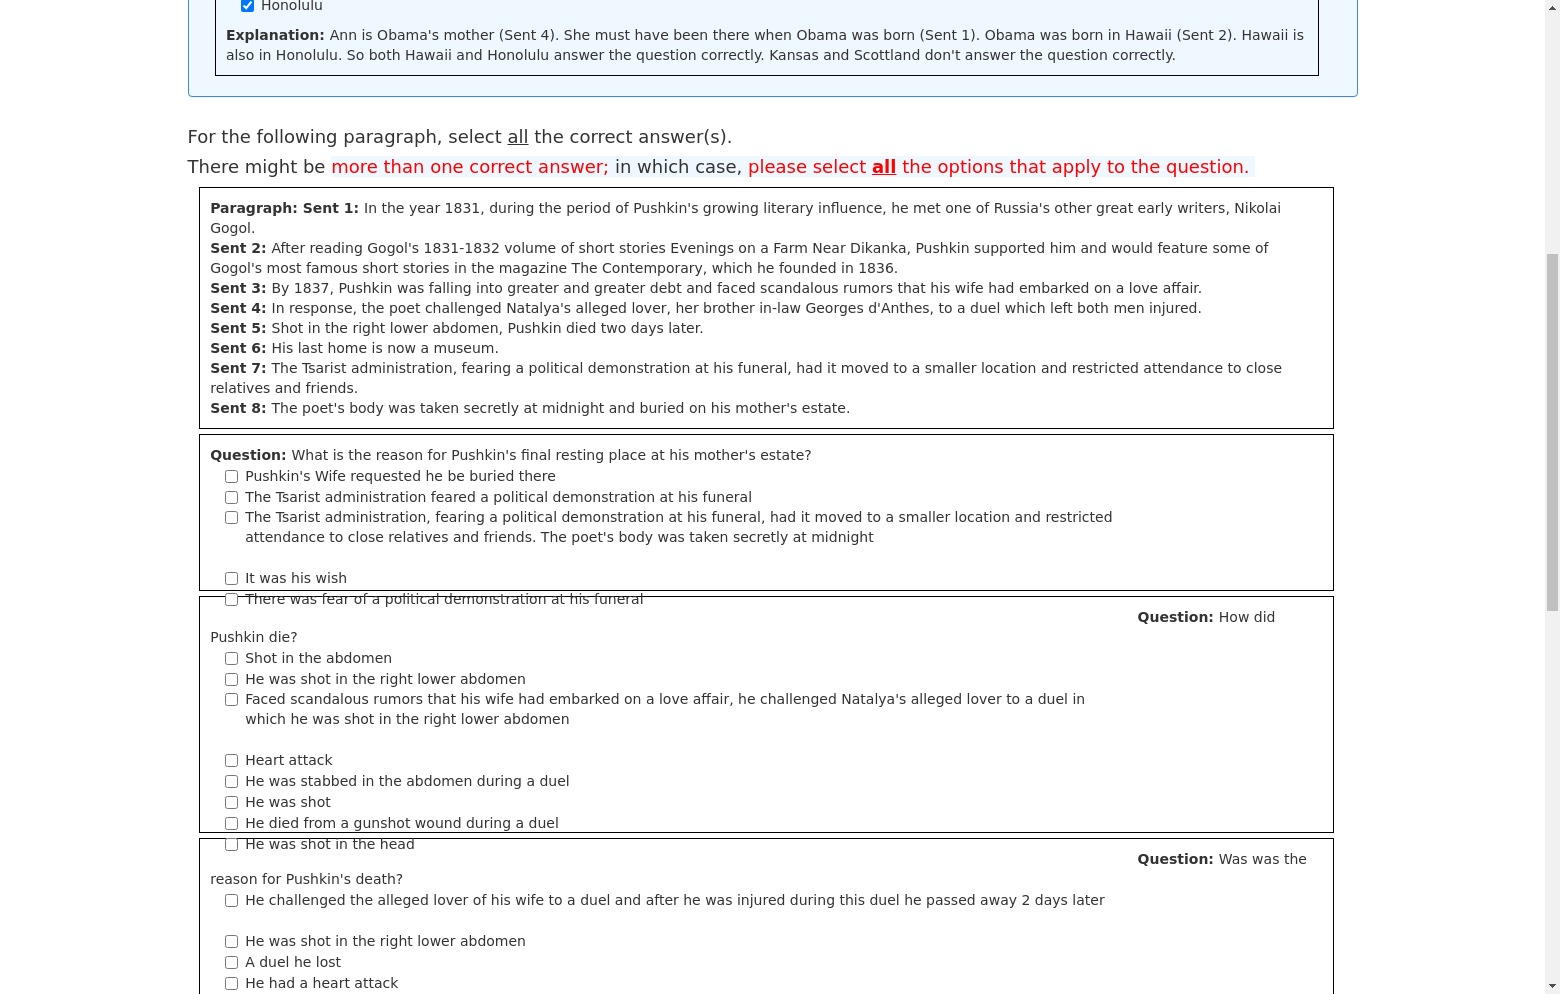 Honolulu
Explanation: Ann is Obama's mother (Sent 4). She must have been there when Obama was born (Sent 1). Obama was born in Hawaii (Sent 2). Hawaii is
also in Honolulu. So both Hawaii and Honolulu answer the question correctly. Kansas and Scottland don't answer the question correctly.
For the following paragraph, select all the correct answer(s).
There might be more than one correct answer; in which case, please select all the options that apply to the question.
Paragraph: Sent 1: In the year 1831, during the period of Pushkin's growing literary influence, he met one of Russia's other great early writers, Nikolai
Gogol.
Sent 2: After reading Gogol's 1831-1832 volume of short stories Evenings on a Farm Near Dikanka, Pushkin supported him and would feature some of
Gogol's most famous short stories in the magazine The Contemporary, which he founded in 1836.
Sent 3: By 1837, Pushkin was falling into greater and greater debt and faced scandalous rumors that his wife had embarked on a love affair.
Sent 4: In response, the poet challenged Natalya's alleged lover, her brother in-law Georges d'Anthes, to a duel which left both men injured.
Sent 5: Shot in the right lower abdomen, Pushkin died two days later.
Sent 6: His last home is now a museum.
Sent 7: The Tsarist administration, fearing a political demonstration at his funeral, had it moved to a smaller location and restricted attendance to close
relatives and friends.
Sent 8: The poet's body was taken secretly at midnight and buried on his mother's estate.
Question: What is the reason for Pushkin's final resting place at his mother's estate?
Pushkin's Wife requested he be buried there
The Tsarist administration feared a political demonstration at his funeral
The Tsarist administration, fearing a political demonstration at his funeral, had it moved to a smaller location and restricted
attendance to close relatives and friends. The poet's body was taken secretly at midnight
It was his wish
There was fear of a political demonstration at his funeral
Question: How did
Pushkin die?
Shot in the abdomen
He was shot in the right lower abdomen
Faced scandalous rumors that his wife had embarked on a love affair, he challenged Natalya's alleged lover to a duel in
which he was shot in the right lower abdomen
Heart attack
He was stabbed in the abdomen during a duel
He was shot
He died from a gunshot wound during a duel
He was shot in the head
Question: Was was the
reason for Pushkin's death?
He challenged the alleged lover of his wife to a duel and after he was injured during this duel he passed away 2 days later
He was shot in the right lower abdomen
A duel he lost
He had a heart attack